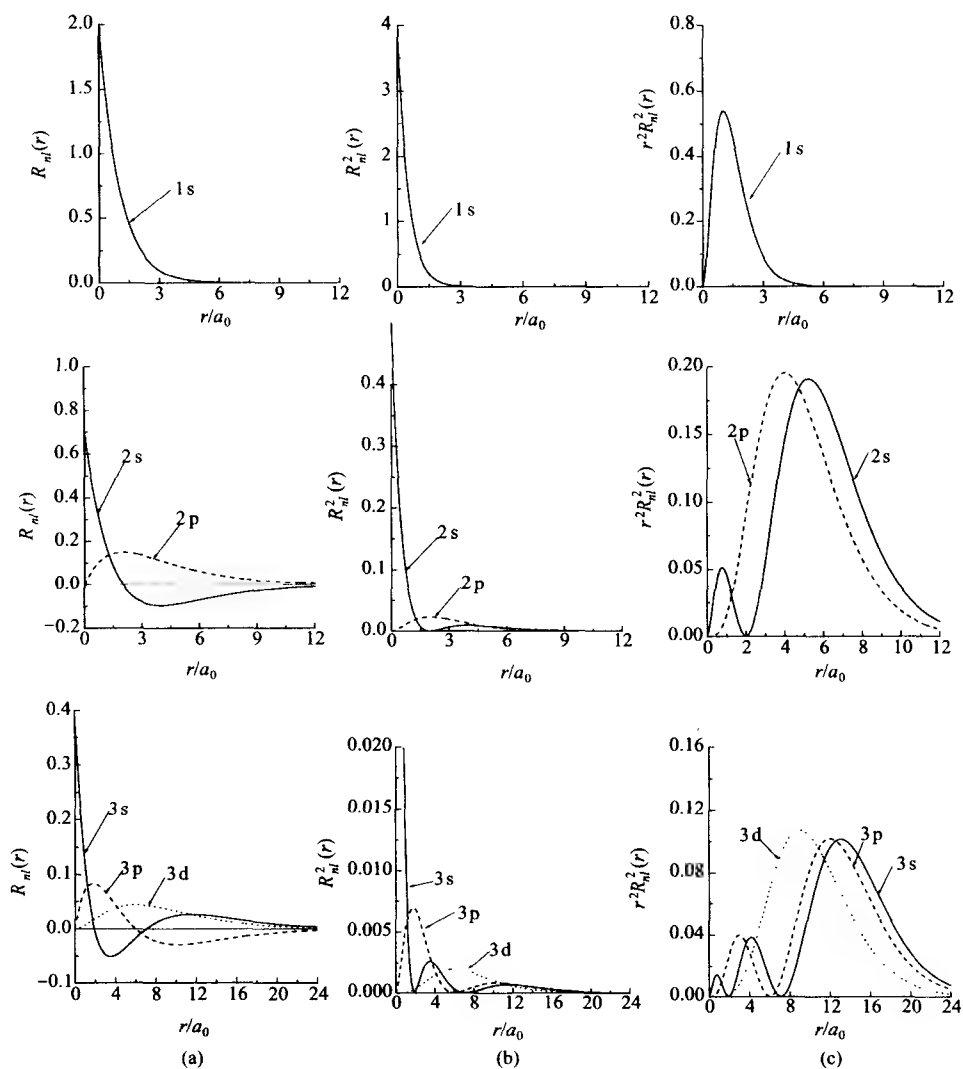 2.0
1.5
1.0
0.5
0.0
R_{nl}(r)
1s
0 3 6 9 12
r/a_0
4
3
2
1
0
R^2_{nl}(r)
1s
0 3 6 9 12
r/a_0
0.8
0.6
0.4
0.2
0.0
r^2R^2_{nl}(r)
1s
0 3 6 9 12
r/a_0
1.0
0.8
0.6
0.4
0.2
0.0
-0.2
R_{nl}(r)
2s
2p
0 3 6 9 12
r/a_0
0.4
0.3
0.2
0.1
0.0
R^2_{nl}(r)
2s
2p
0 3 6 9 12
r/a_0
0.20
0.15
0.10
0.05
0.00
r^2R^2_{nl}(r)
2p
2s
0 2 4 6 8 10 12
r/a_0
0.4
0.3
0.2
0.1
0.0
-0.1
R_{nl}(r)
3s
3p
3d
0 4 8 12 16 20 24
r/a_0
(a)
0.020
0.015
0.010
0.005
0.000
R^2_{nl}(r)
3s
3p
3d
0 4 8 12 16 20 24
r/a_0
(b)
0.16
0.12
0.08
0.04
0.00
r^2R^2_{nl}(r)
3d
3p
3s
0 4 8 12 16 20 24
r/a_0
(c)